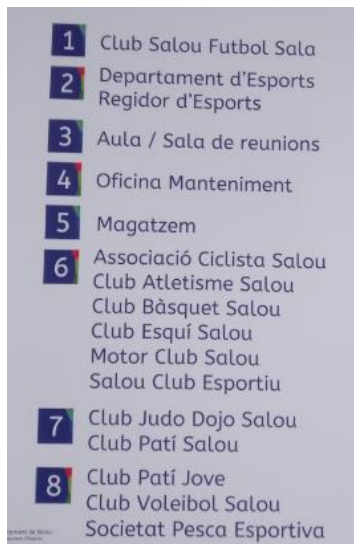 1 Club Salou Futbol Sala
2 Departament d'Esports
Regidor d'Esports
3 Aula / Sala de reunions
4 Oficina Manteniment
5 Magatzem
6 Associació Ciclista Salou
Club Atletisme Salou
Club Bàsquet Salou
Club Esquí Salou
Motor Club Salou
Salou Club Esportiu
7 Club Judo Dojo Salou
Club Patí Salou
8 Club Patí Jove
Club Voleibol Salou
Societat Pesca Esportiva